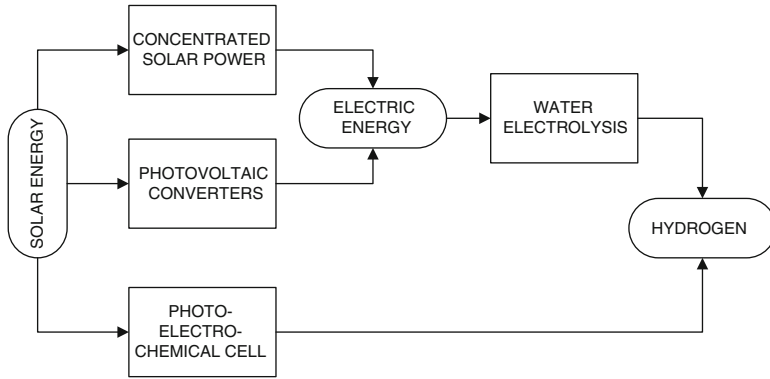 CONCENTRATED
SOLAR POWER
ELECTRIC
ENERGY
WATER
ELECTROLYSIS
SOLAR ENERGY
PHOTOVOLTAIC
CONVERTERS
HYDROGEN
PHOTO-
ELECTRO-
CHEMICAL CELL